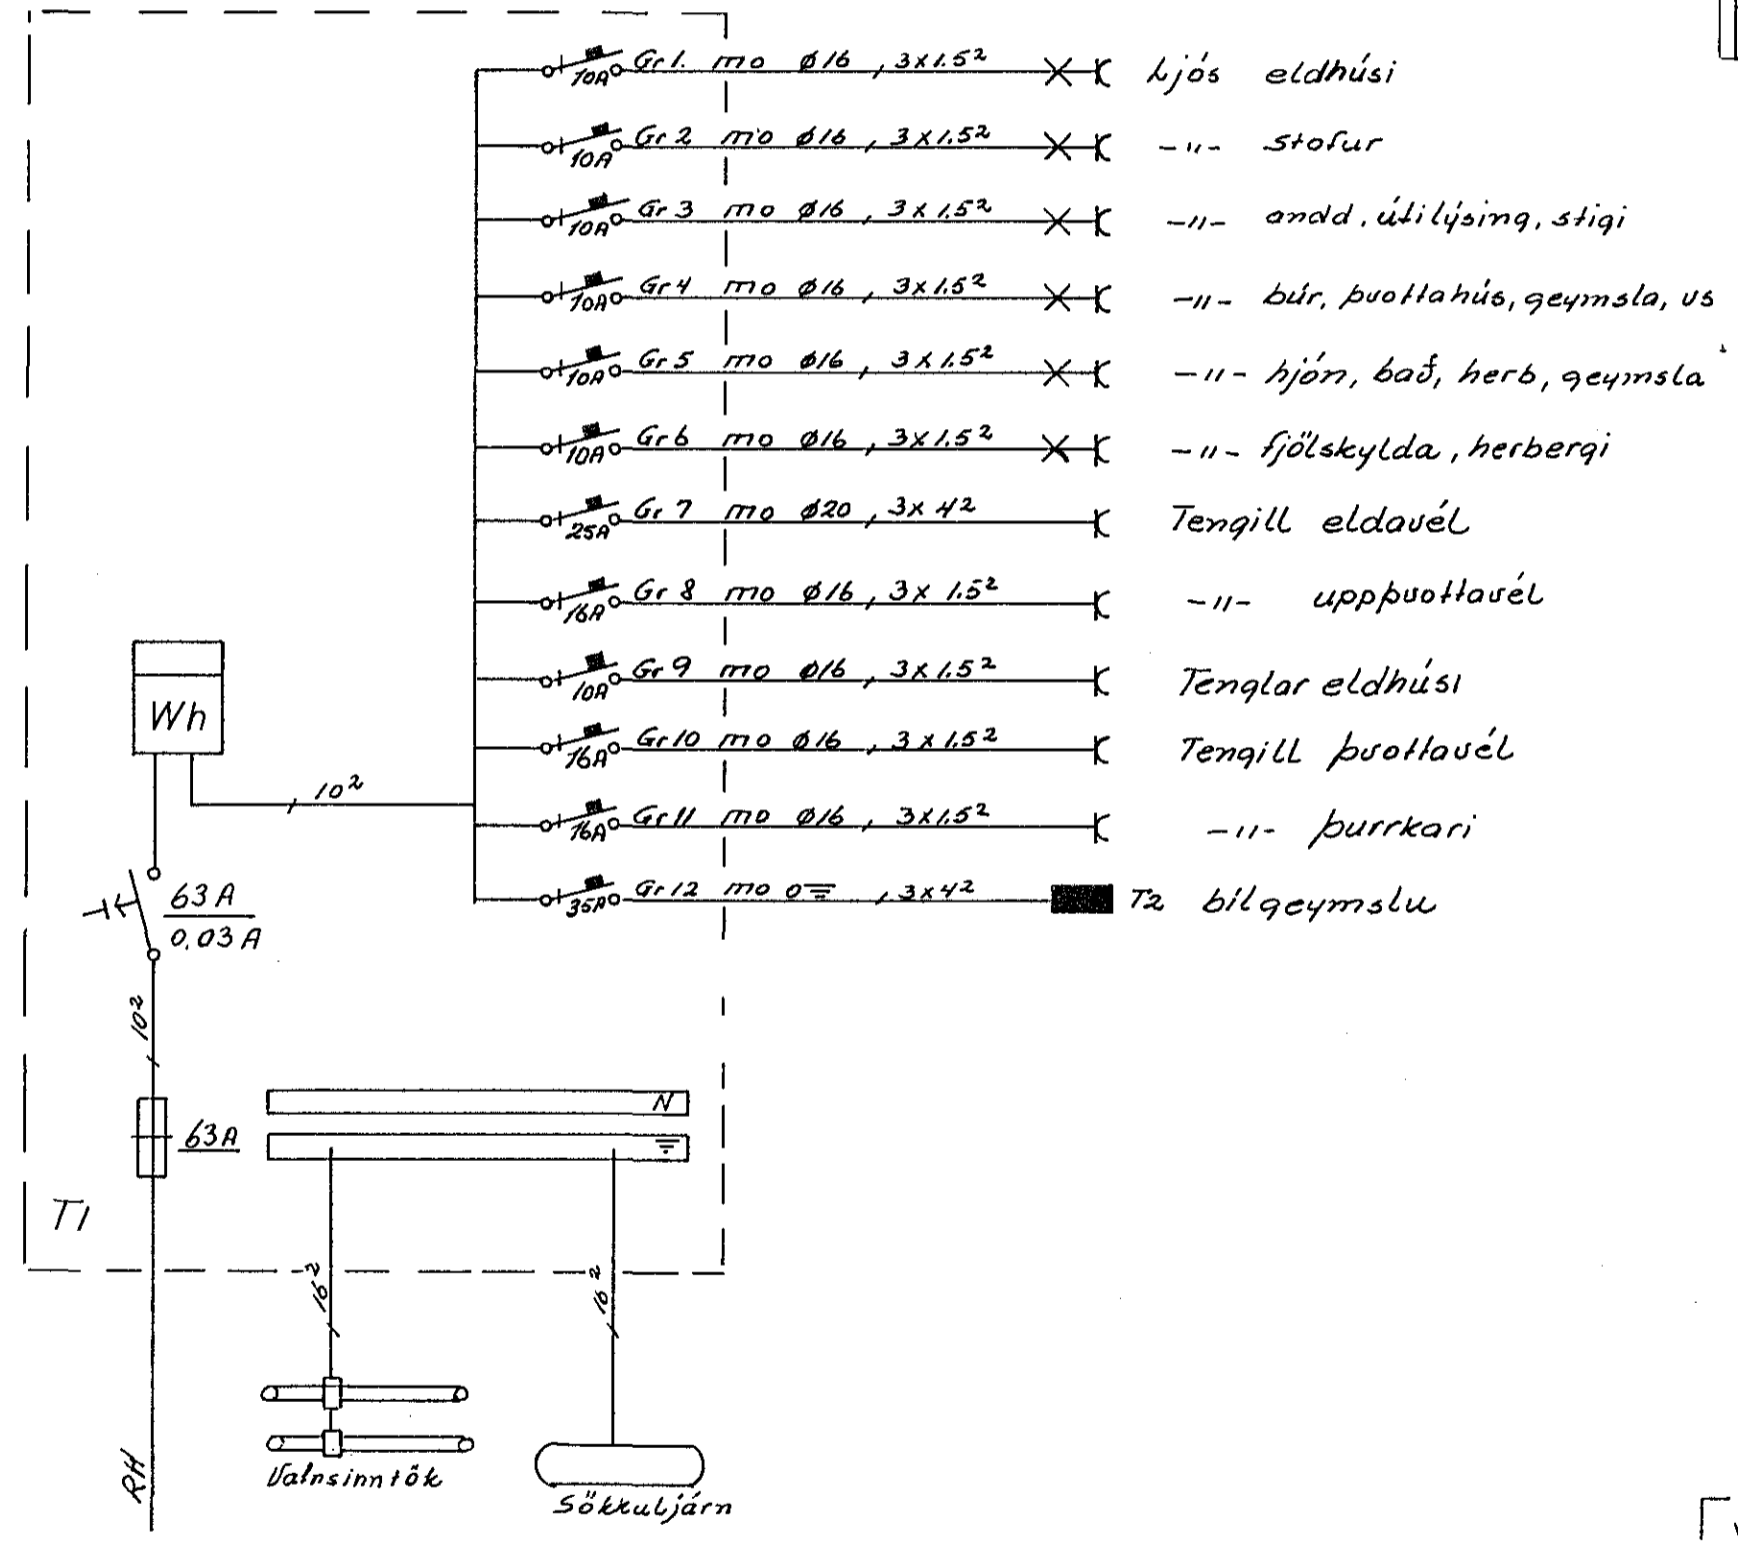 Gr 1. mo ø16, 3x1.5² Ljós eldhúsi
10A
Gr 2 mo ø16, 3x1.5² -"- stofur
10A
Gr 3 mo ø16, 3x1.5² -"- andd. útilýsing, stigi
10A
Gr 4 mo ø16, 3x1.5² -"- búr, þvottahús, geymsla, vs
10A
Gr 5 mo ø16, 3x1.5² -"- hjón, bað, herb, geymsla
10A
Gr 6 mo ø16, 3x1.5² -"- fjölskylda, herbergi
10A
Gr 7 mo ø20, 3x4² Tengill eldavél
25A
Gr 8 mo ø16, 3x1.5² -"- uppþvottavél
16A
Gr 9 mo ø16, 3x1.5² Tenglar eldhúsi
10A
Gr 10 mo ø16, 3x1.5² Tengill þvottavél
16A
Gr 11 mo ø16, 3x1.5² -"- þurrkari
16A
Gr 12 mo 0, 3x4² T2 bílgeymslu
35A
Wh
10²
63A
0.03A
10²
63A
N
T1
16²
16²
RH
Vatnsinntök
Sökkuljárn